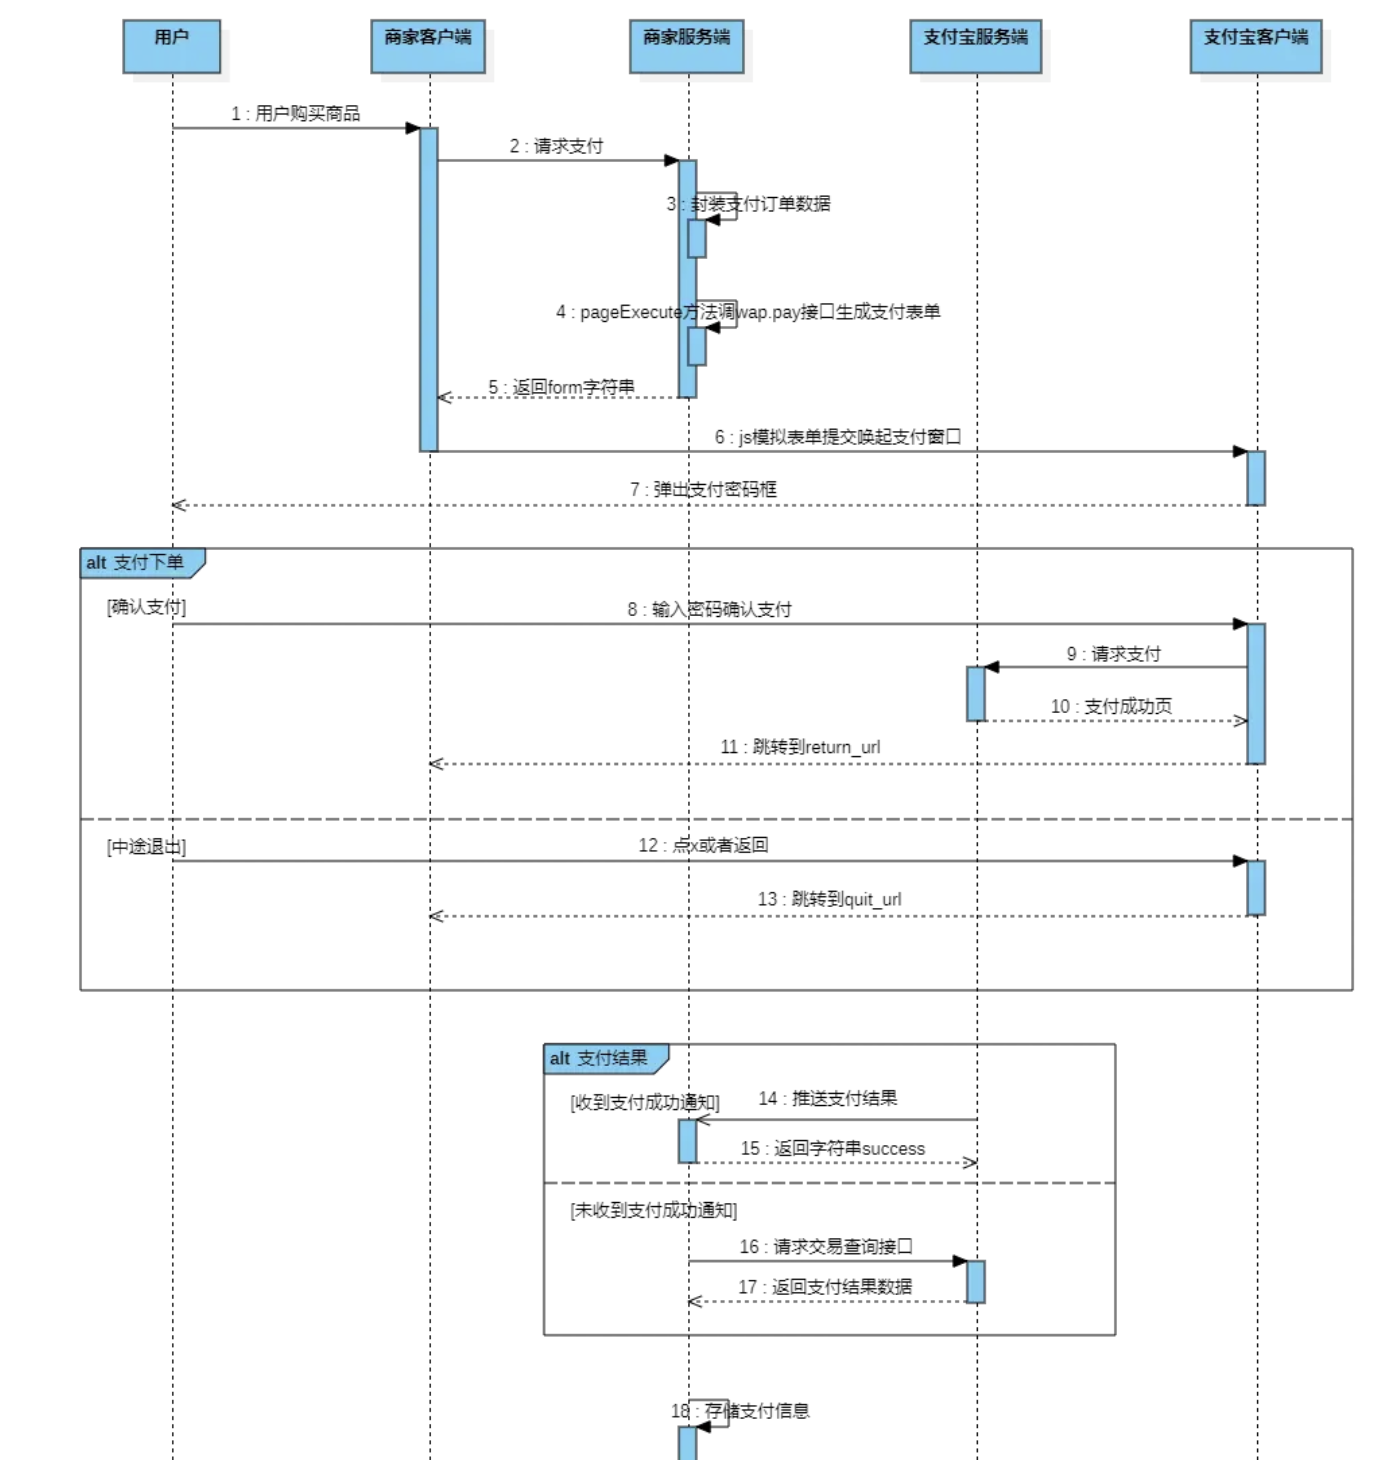 用户
商家客户端
商家服务端
支付宝服务端
支付宝客户端
1 : 用户购买商品
2 : 请求支付
3 : 封装支付订单数据
4 : pageExecute方法调wap.pay接口生成支付表单
5 : 返回form字符串
6 : js模拟表单提交唤起支付窗口
7 : 弹出支付密码框
alt 支付下单
[确认支付]
8 : 输入密码确认支付
9 : 请求支付
10 : 支付成功页
11 : 跳转到return_url
[中途退出]
12 : 点x或者返回
13 : 跳转到quit_url
alt 支付结果
[收到支付成功通知]
14 : 推送支付结果
15 : 返回字符串success
[未收到支付成功通知]
16 : 请求交易查询接口
17 : 返回支付结果数据
18 : 存储支付信息